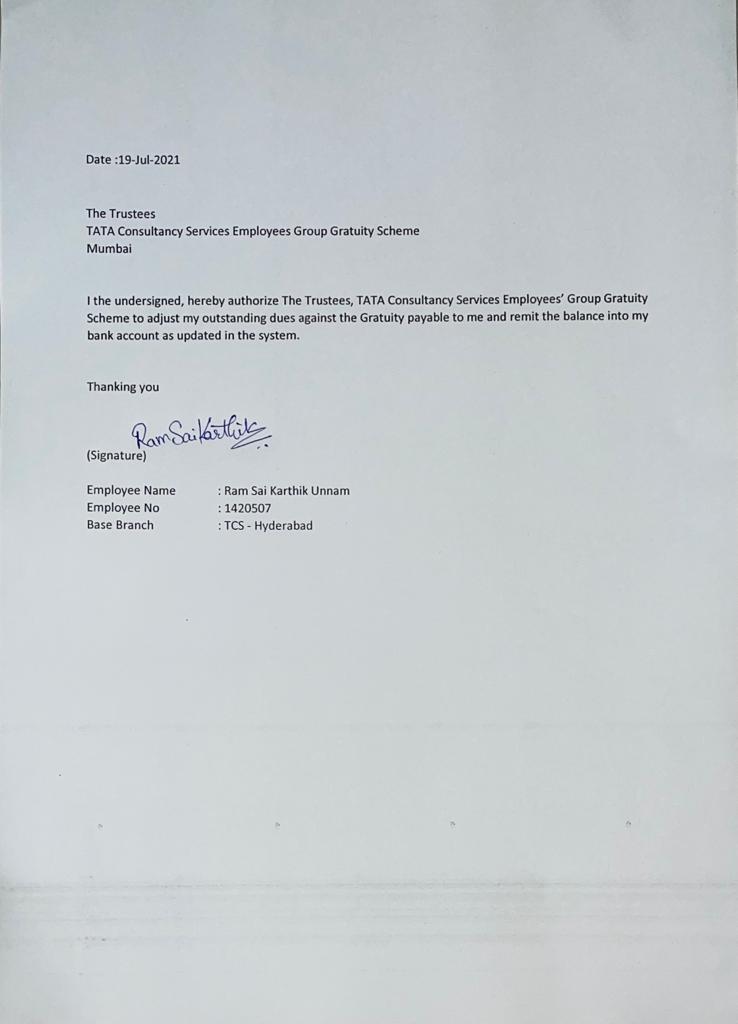 Date :19-Jul-2021
The Trustees
TATA Consultancy Services Employees Group Gratuity Scheme
Mumbai
I the undersigned, hereby authorize The Trustees, TATA Consultancy Services Employees’ Group Gratuity
Scheme to adjust my outstanding dues against the Gratuity payable to me and remit the balance into my
bank account as updated in the system.
Thanking you
Ram Sai Karthik
(Signature)
Employee Name : Ram Sai Karthik Unnam
Employee No : 1420507
Base Branch : TCS - Hyderabad